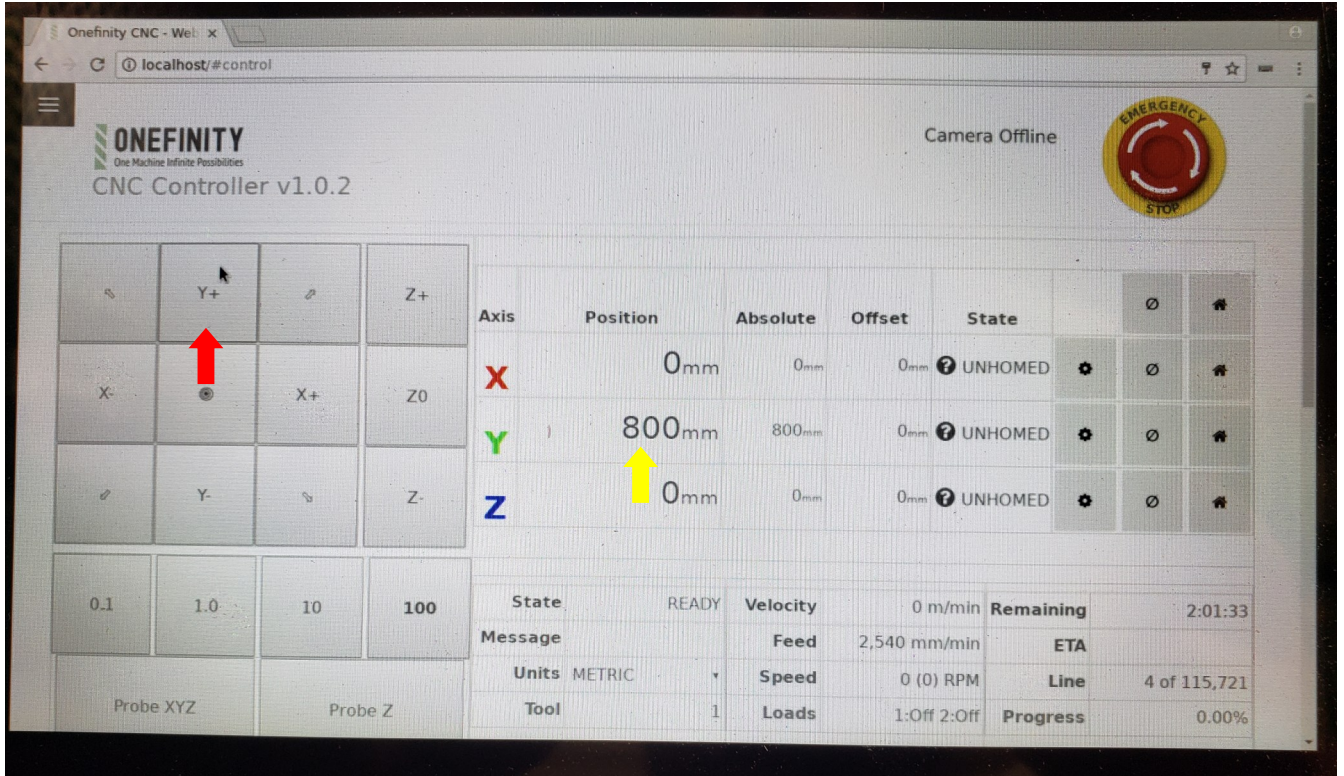 Onefinity CNC - Web
localhost/#control
ONEFINITY
One Machine Infinite Possibilities
CNC Controller v1.0.2
Camera Offline
EMERGENCY
STOP
Y+ Z+
X- X+ Z0
Y- Z-
0.1 1.0 10 100
Probe XYZ Probe Z
Axis Position Absolute Offset State
X 0mm 0mm 0mm UNHOMED
Y 800mm 800mm 0mm UNHOMED
Z 0mm 0mm 0mm UNHOMED
State READY Velocity 0 m/min Remaining 2:01:33
Message Feed 2,540 mm/min ETA
Units METRIC Speed 0 (0) RPM Line 4 of 115,721
Tool 1 Loads 1:Off 2:Off Progress 0.00%